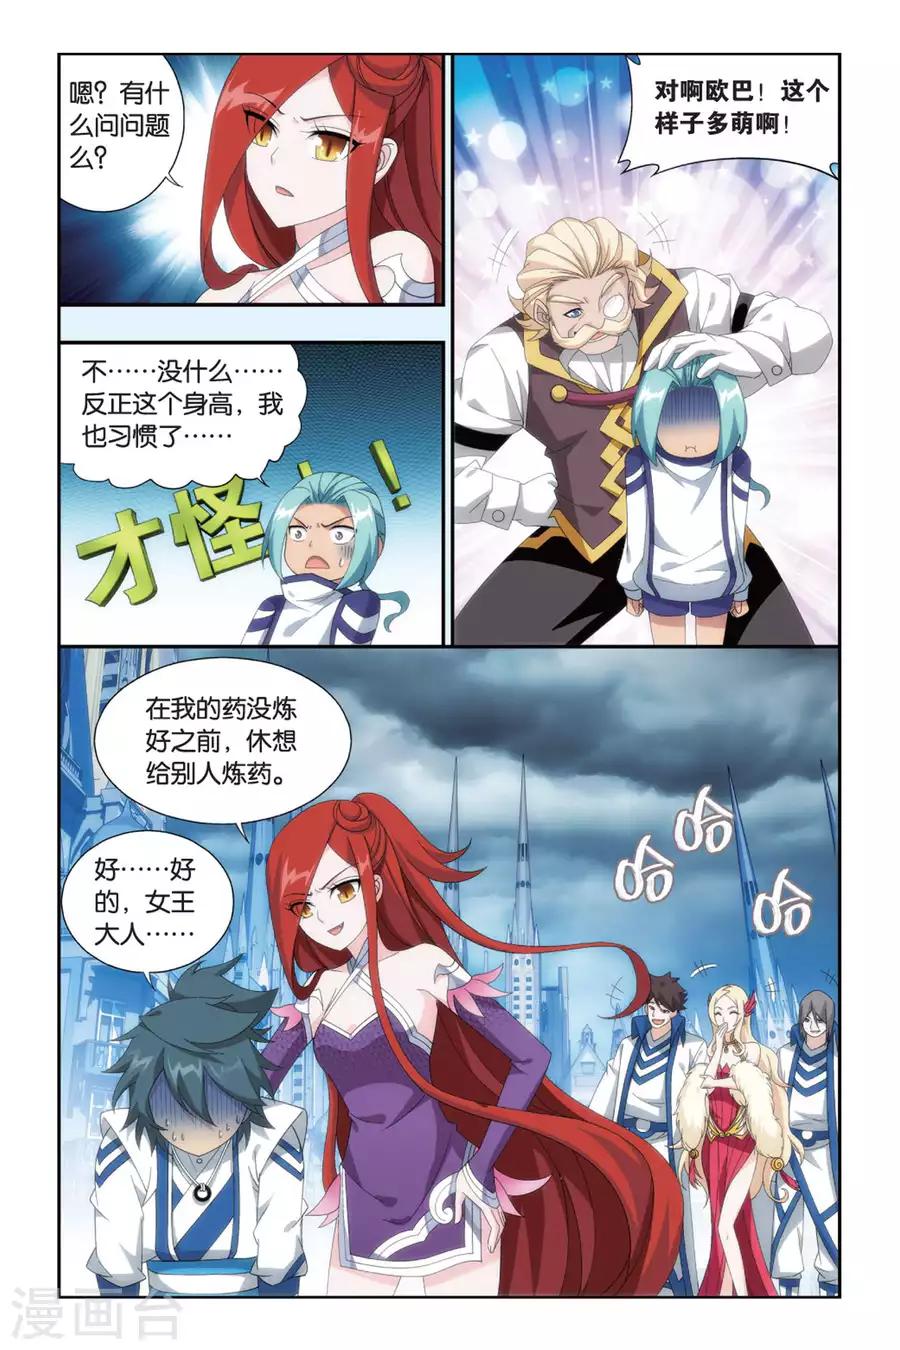 嗯？有什
么问问题
么？
对啊欧巴！这个
样子多萌啊！
不……没什么……
反正这个身高，我
也习惯了……
才怪！！
在我的药没炼
好之前，休想
给别人炼药。
好……好
的，女王
大人……
哈
哈
哈
漫画台